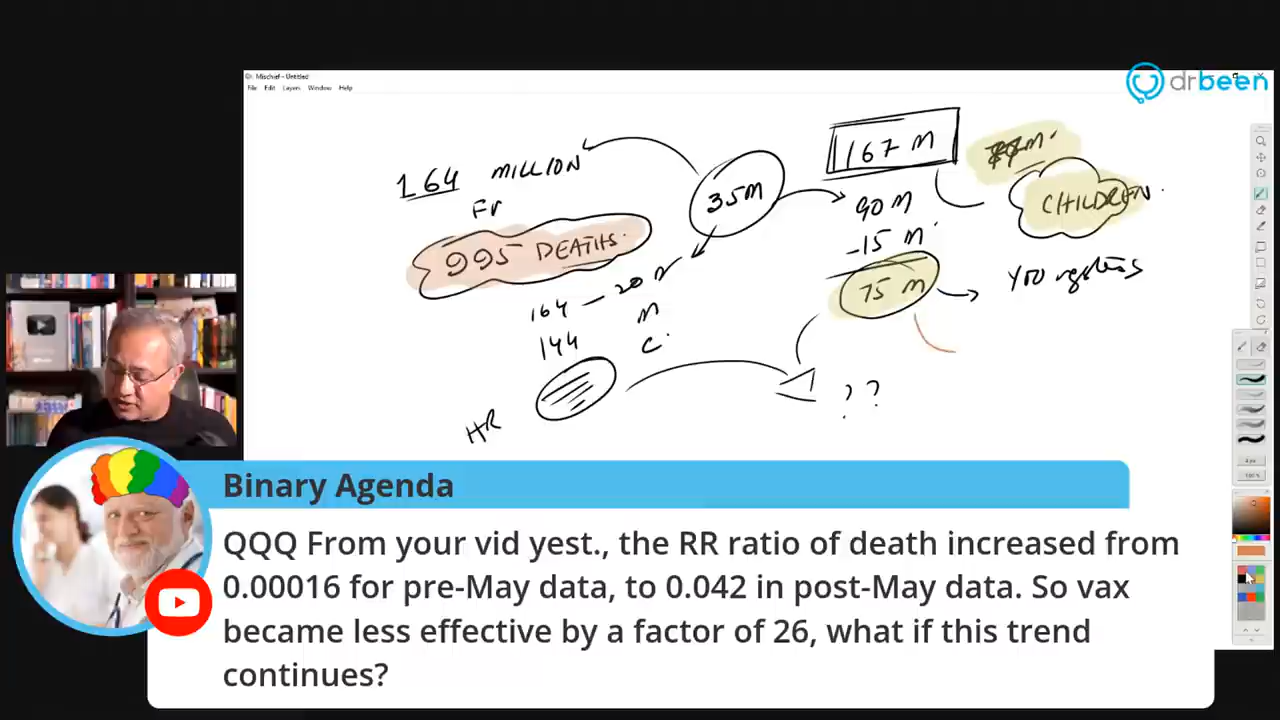 Mischief - Untitled
File Edit Layers Window Help
drbeen
164 MILLION
Fr
995 DEATHS.
164 - 20 M
144
M
C.
HR
35M
167 M
90 M
-15 M
75 M
CHILDREN.
Youngsters
? ?
Binary Agenda
QQQ From your vid yest., the RR ratio of death increased from
0.00016 for pre-May data, to 0.042 in post-May data. So vax
became less effective by a factor of 26, what if this trend
continues?